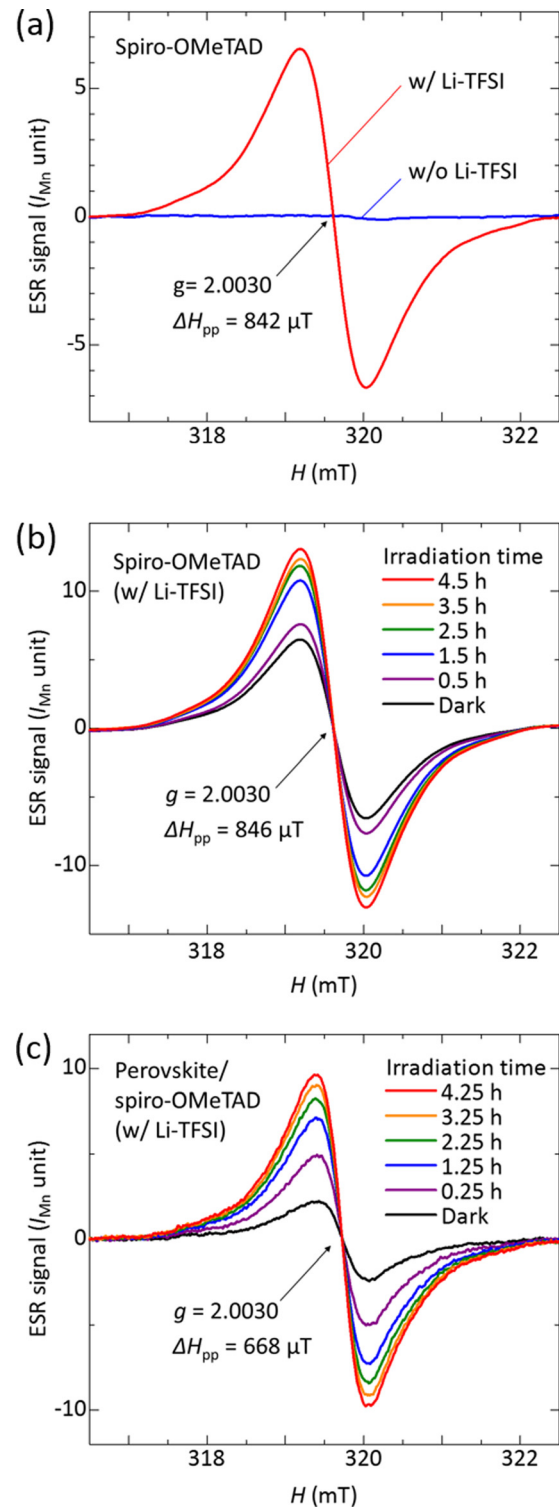 (a)
Spiro-OMeTAD
w/ Li-TFSI
w/o Li-TFSI
g= 2.0030
ΔHpp = 842 μT
ESR signal (IMn unit)
5
0
-5
318
320
322
H (mT)
(b)
Spiro-OMeTAD
(w/ Li-TFSI)
Irradiation time
4.5 h
3.5 h
2.5 h
1.5 h
0.5 h
Dark
g = 2.0030
ΔHpp = 846 μT
ESR signal (IMn unit)
10
0
-10
318
320
322
H (mT)
(c)
Perovskite/
spiro-OMeTAD
(w/ Li-TFSI)
Irradiation time
4.25 h
3.25 h
2.25 h
1.25 h
0.25 h
Dark
g = 2.0030
ΔHpp = 668 μT
ESR signal (IMn unit)
10
0
-10
318
320
322
H (mT)